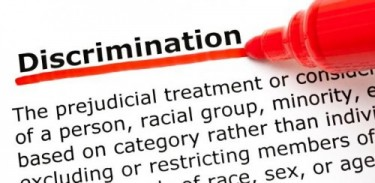 Discrimination
The prejudicial treatment or
of a person, racial group, minority,
based on category rather than
excluding or restricting members of
of race, sex, or age